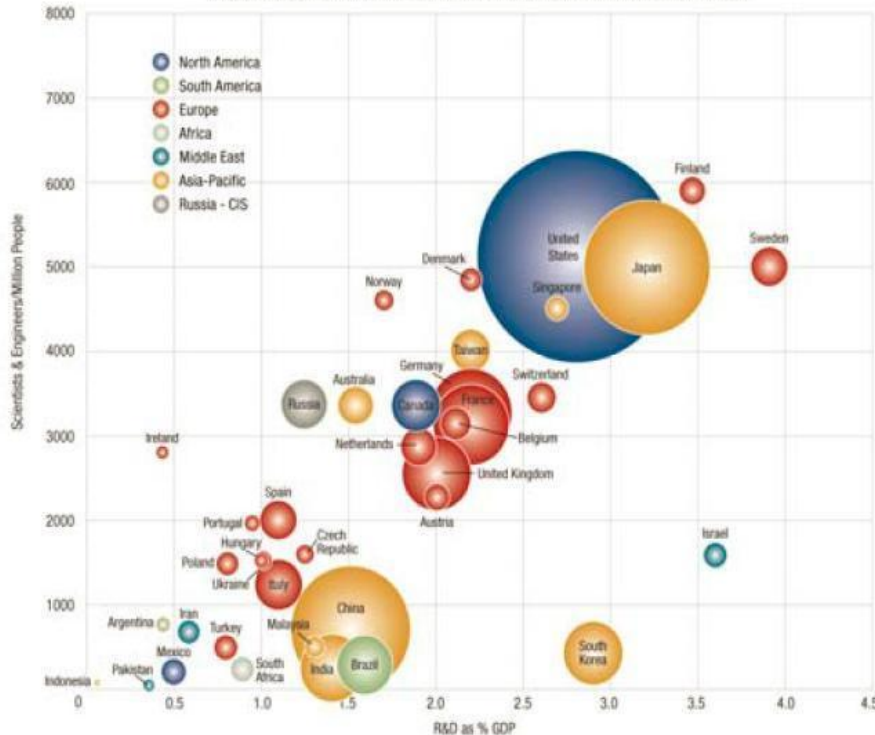 8000
7000
6000
5000
4000
3000
2000
1000
0
0.5
1.0
1.5
2.0
2.5
3.0
3.5
4.0
4.5
Scientists & Engineers/Million People
R&D as % GDP
North America
South America
Europe
Africa
Middle East
Asia-Pacific
Russia - CIS
Finland
United
States
Japan
Sweden
Denmark
Singapore
Norway
Taiwan
Germany
Switzerland
Australia
Russia
Canada
France
Ireland
Netherlands
Belgium
United Kingdom
Spain
Austria
Portugal
Czech
Republic
Hungary
Poland
Ukraine
Italy
Israel
China
Argentina
Iran
Turkey
Malaysia
South
Korea
Mexico
South
Africa
India
Brazil
Pakistan
Indonesia